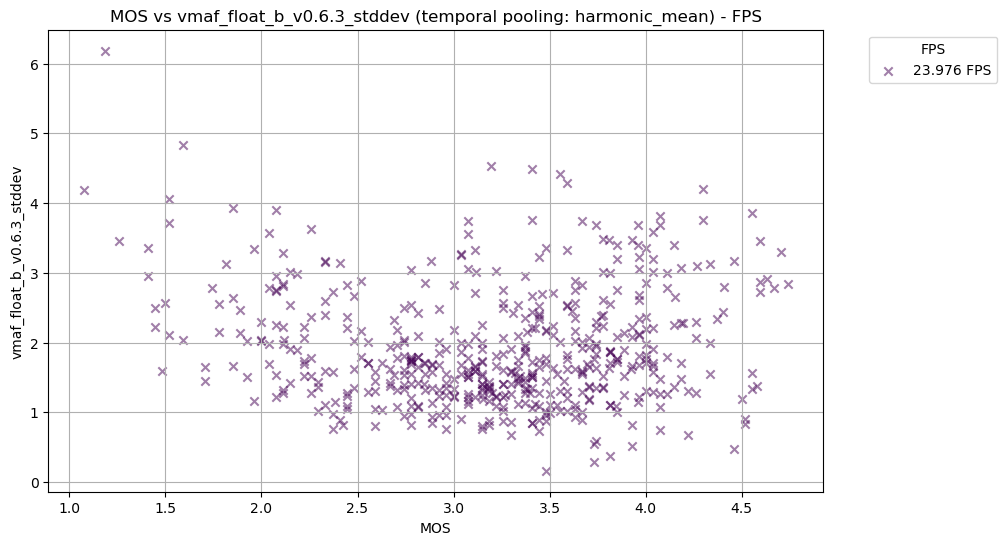 MOS vs vmaf_float_b_v0.6.3_stddev (temporal pooling: harmonic_mean) - FPS
FPS
23.976 FPS
vmaf_float_b_v0.6.3_stddev
6
5
4
3
2
1
0
1.0 1.5 2.0 2.5 3.0 3.5 4.0 4.5
MOS